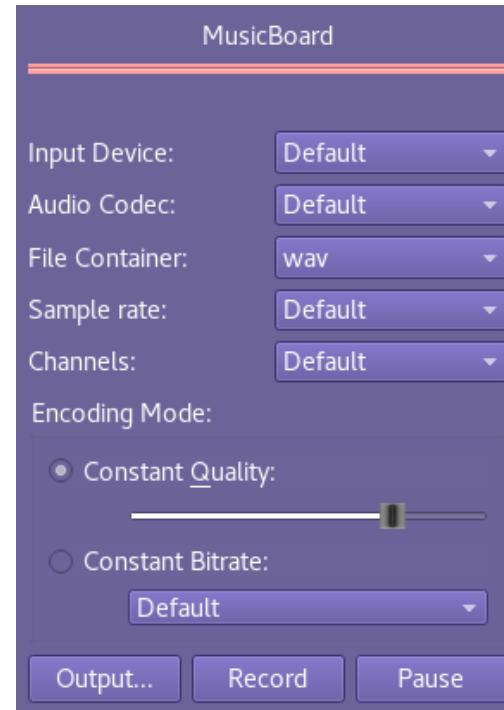 MusicBoard
Input Device: Default
Audio Codec: Default
File Container: wav
Sample rate: Default
Channels: Default
Encoding Mode:
Constant Quality:
Constant Bitrate:
Default
Output... Record Pause